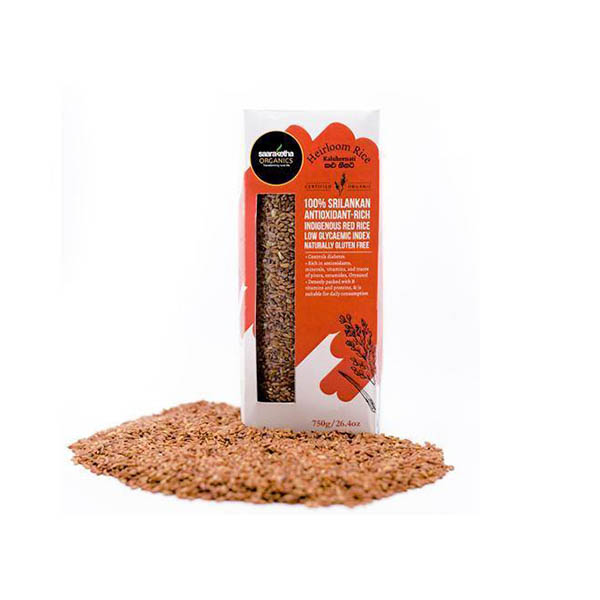 saaraketha
ORGANICS
Heirloom Rice
Kaluheenati
කළු හීනටි
CERTIFIED ORGANIC
100% SRILANKAN
ANTIOXIDANT-RICH
INDIGENOUS RED RICE
LOW GLYCAEMIC INDEX
NATURALLY GLUTEN FREE
• Controls diabetes
• Rich in antioxidants,
minerals, vitamins, and traces
• Densely packed with B
vitamins and proteins, & is
suitable for daily consumption
750g/26.4oz